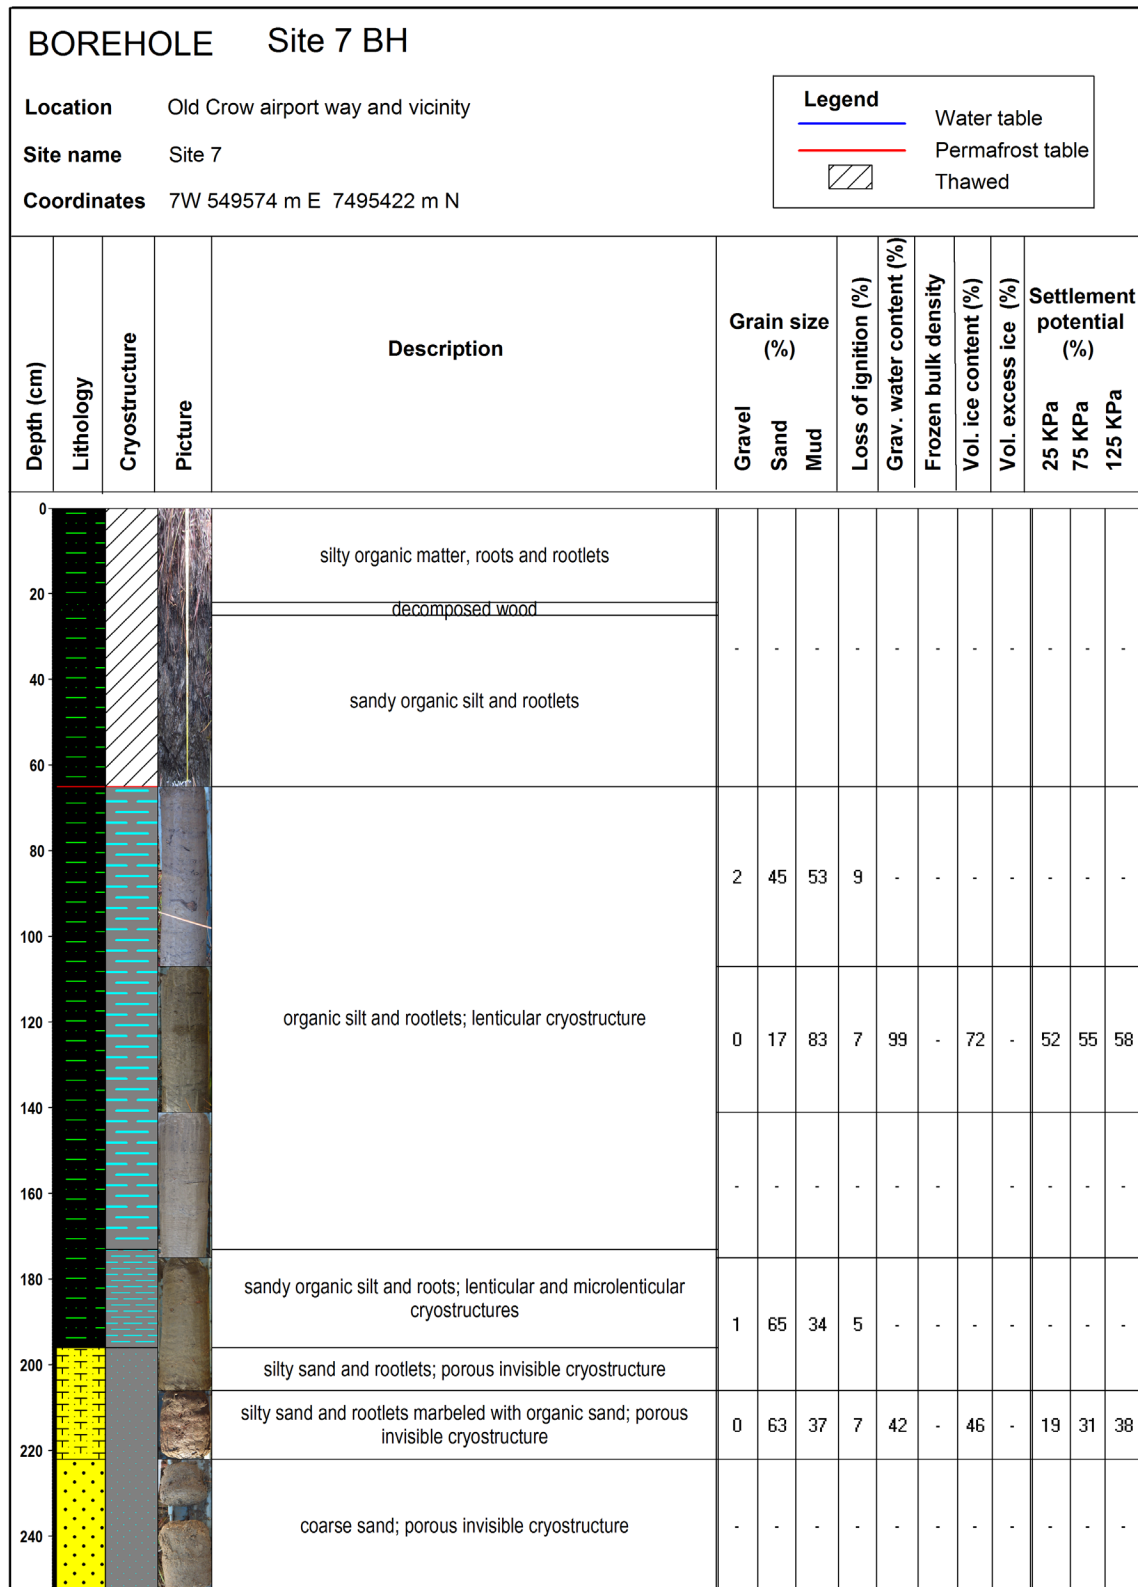 BOREHOLE Site 7 BH
Location Old Crow airport way and vicinity
Site name Site 7
Coordinates 7W 549574 m E 7495422 m N
Legend
Water table
Permafrost table
Thawed
Depth (cm)
Lithology
Cryostructure
Picture
Description
Grain size
(%)
Gravel
Sand
Mud
Loss of ignition (%)
Grav. water content (%)
Frozen bulk density
Vol. ice content (%)
Vol. excess ice (%)
Settlement
potential
(%)
25 KPa
75 KPa
125 KPa
0
silty organic matter, roots and rootlets
20
decomposed wood
- - - - - - - - - - -
40
sandy organic silt and rootlets
60
80
2 45 53 9 - - - - - - -
100
organic silt and rootlets; lenticular cryostructure
120
0 17 83 7 99 - 72 - 52 55 58
140
160
- - - - - - - - - -
180
sandy organic silt and roots; lenticular and microlenticular
cryostructures
1 65 34 5 - - - - - - -
200
silty sand and rootlets; porous invisible cryostructure
silty sand and rootlets marbeled with organic sand; porous
invisible cryostructure
0 63 37 7 42 - 46 - 19 31 38
220
coarse sand; porous invisible cryostructure
- - - - - - - - - - -
240